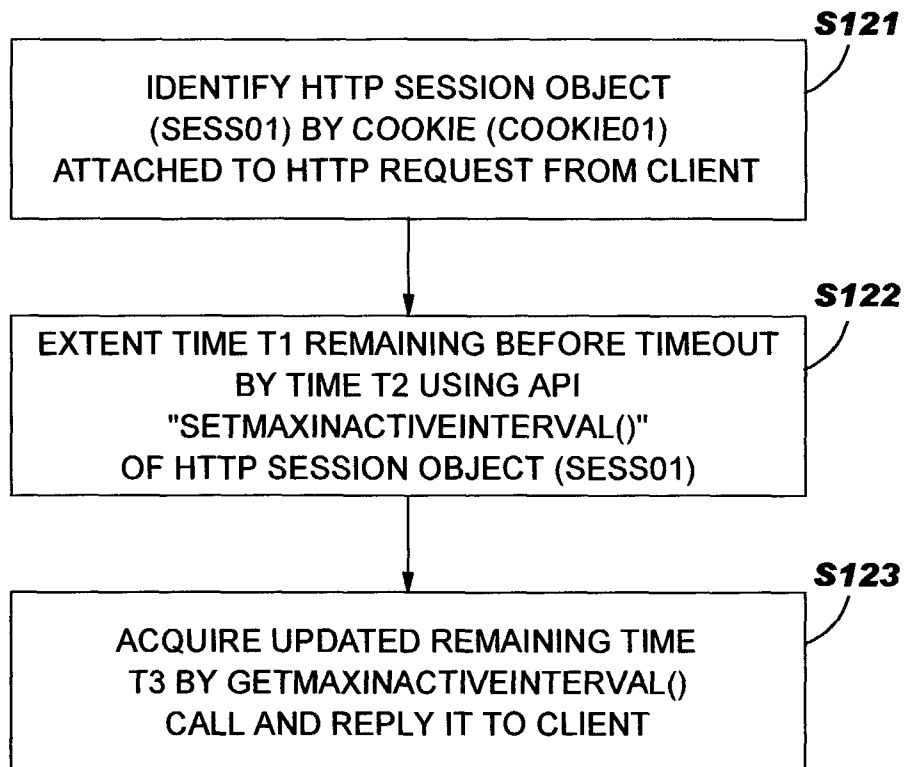 S121
IDENTIFY HTTP SESSION OBJECT
(SESS01) BY COOKIE (COOKIE01)
ATTACHED TO HTTP REQUEST FROM CLIENT
S122
EXTENT TIME T1 REMAINING BEFORE TIMEOUT
BY TIME T2 USING API
"SETMAXINACTIVEINTERVAL()"
OF HTTP SESSION OBJECT (SESS01)
S123
ACQUIRE UPDATED REMAINING TIME
T3 BY GETMAXINACTIVEINTERVAL()
CALL AND REPLY IT TO CLIENT